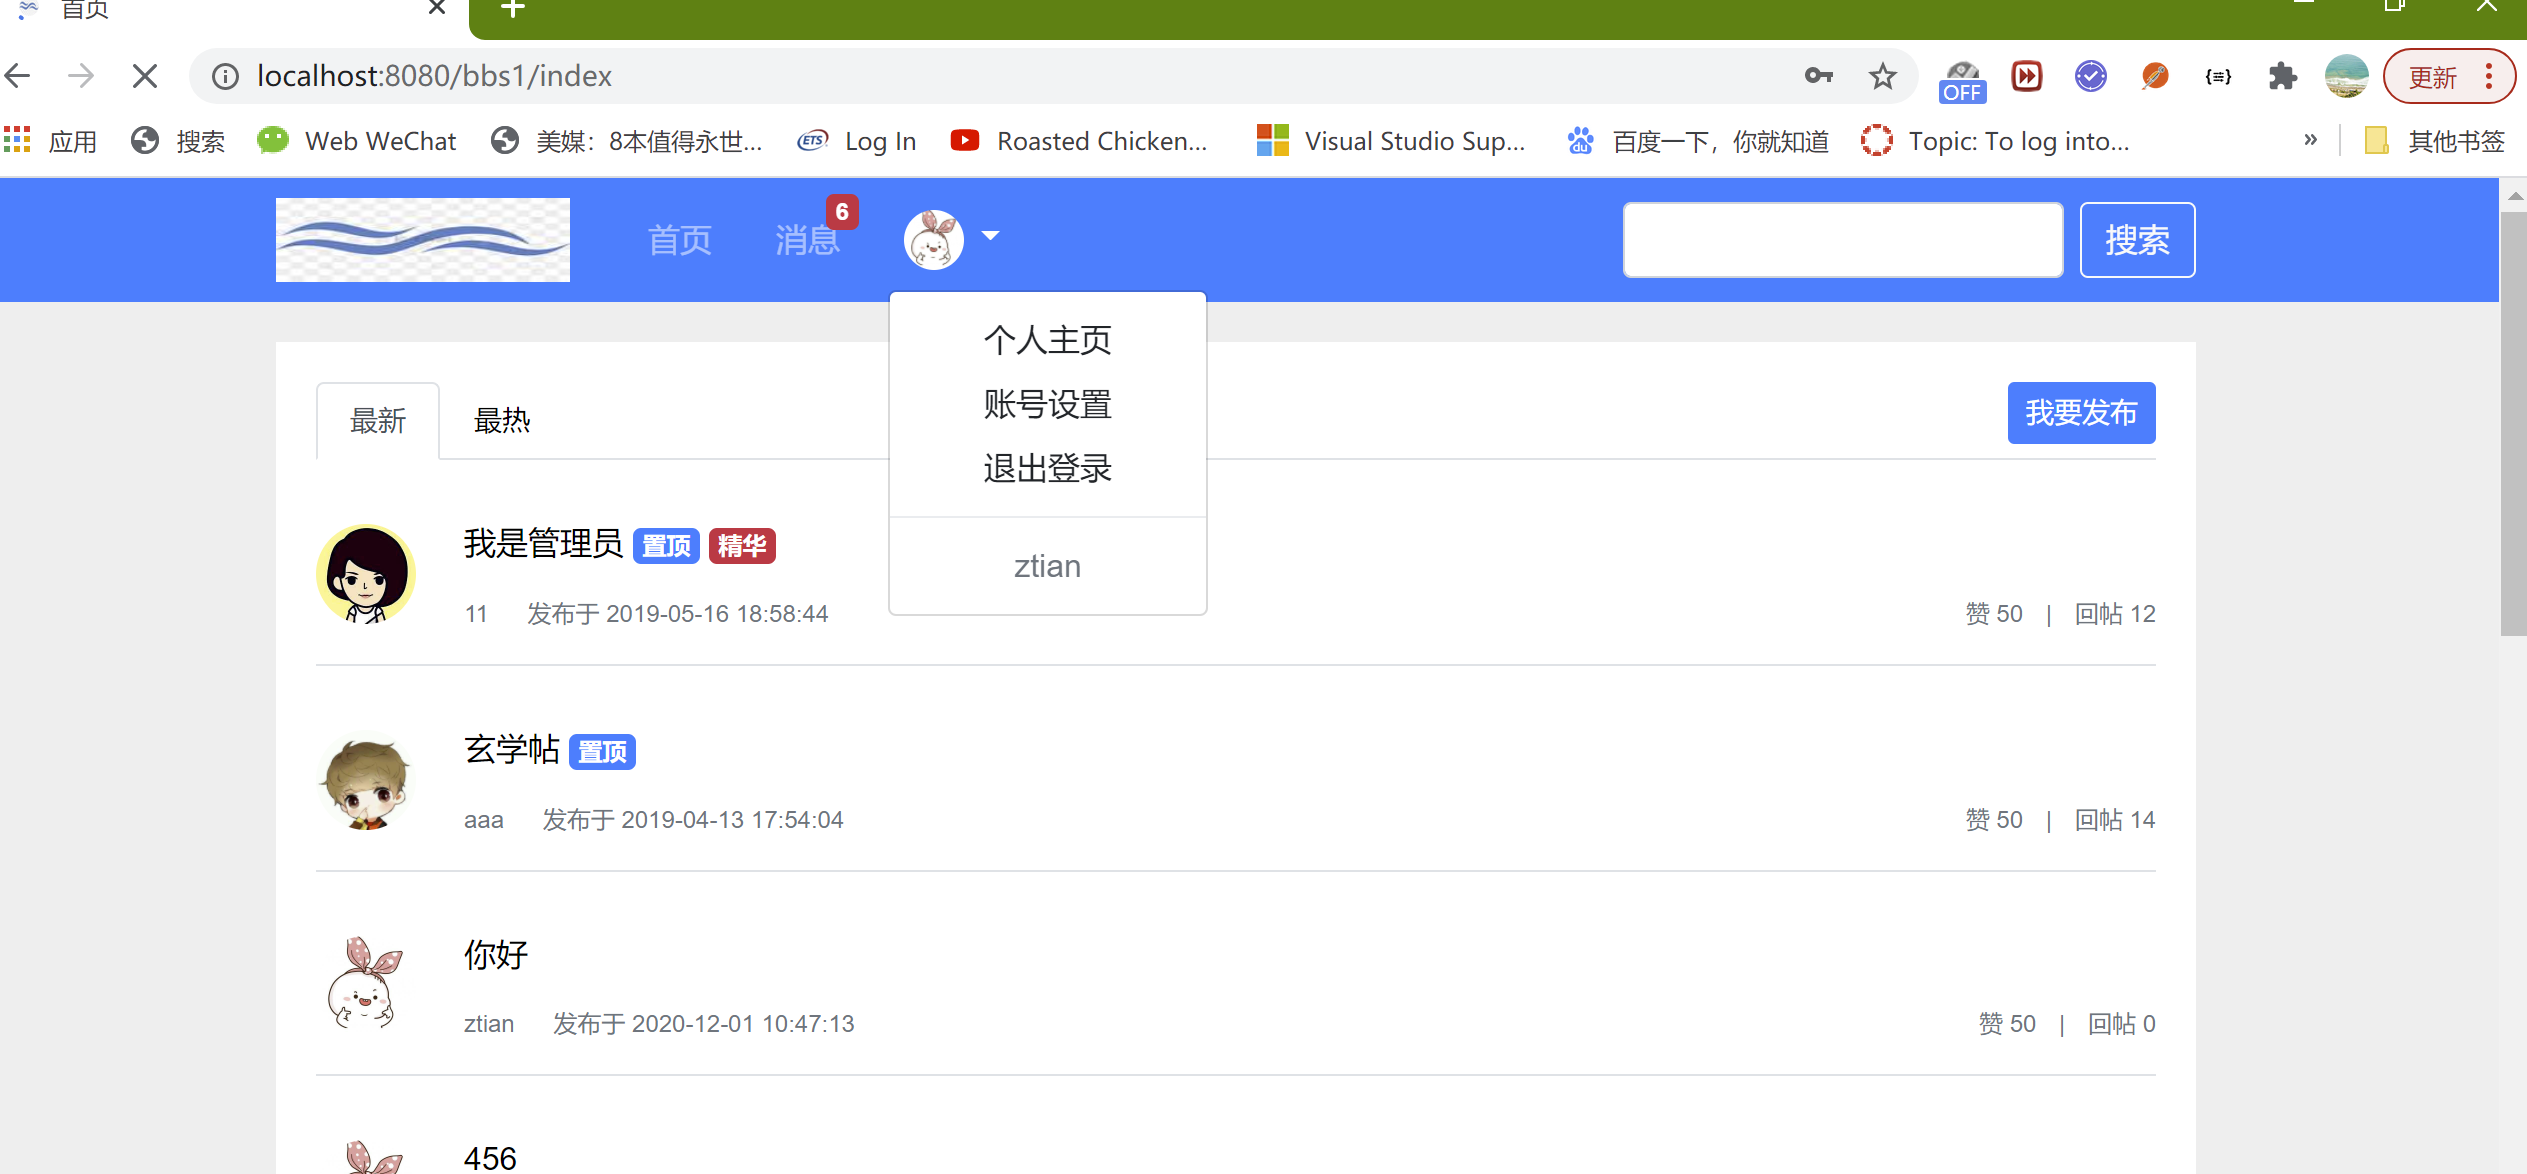 首页
localhost:8080/bbs1/index
OFF
更新
应用
搜索
Web WeChat
美媒：8本值得永世...
ETS
Log In
Roasted Chicken...
Visual Studio Sup...
du
百度一下，你就知道
Topic: To log into...
»
其他书签
首页
消息
6
搜索
个人主页
账号设置
退出登录
ztian
最新
最热
我要发布
我是管理员 置顶 精华
11 发布于 2019-05-16 18:58:44
赞 50 | 回帖 12
玄学帖 置顶
aaa 发布于 2019-04-13 17:54:04
赞 50 | 回帖 14
你好
ztian 发布于 2020-12-01 10:47:13
赞 50 | 回帖 0
456